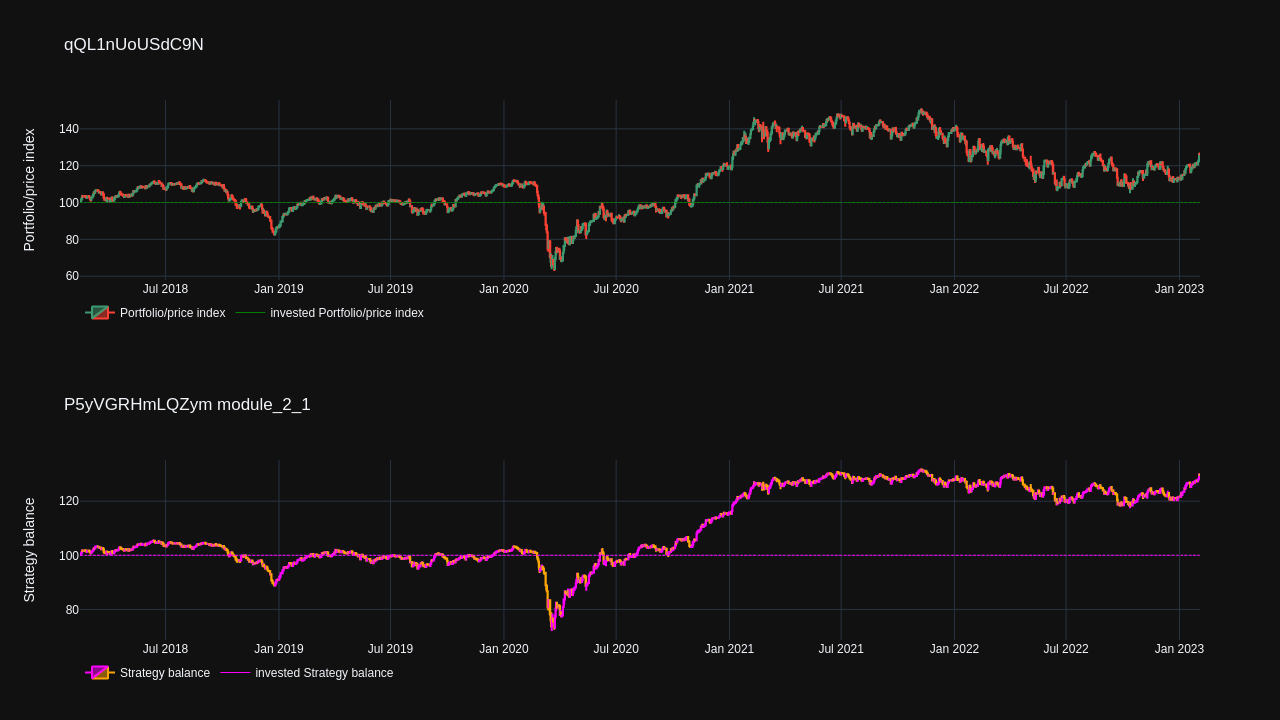 qQL1nUoUSdC9N
Portfolio/price index
140
120
100
80
60
Jul 2018 Jan 2019 Jul 2019 Jan 2020 Jul 2020 Jan 2021 Jul 2021 Jan 2022 Jul 2022 Jan 2023
Portfolio/price index invested Portfolio/price index
P5yVGRHmLQZym module_2_1
Strategy balance
120
100
80
Jul 2018 Jan 2019 Jul 2019 Jan 2020 Jul 2020 Jan 2021 Jul 2021 Jan 2022 Jul 2022 Jan 2023
Strategy balance invested Strategy balance